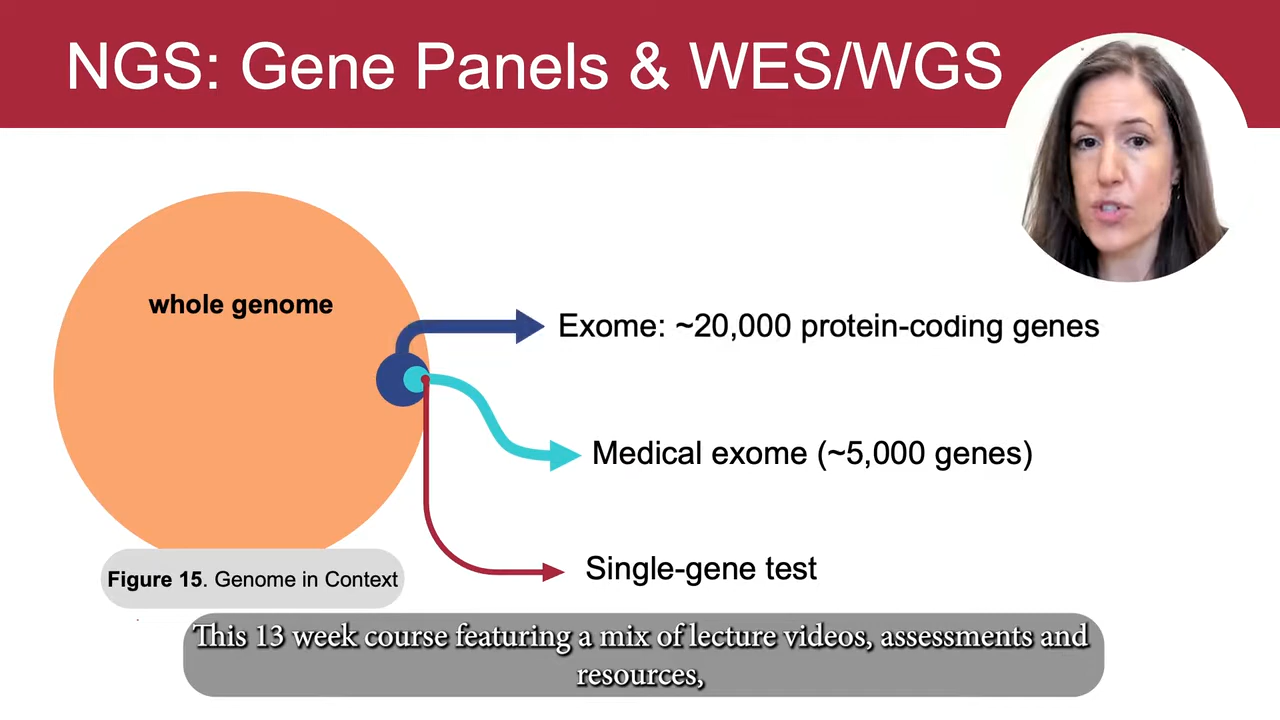 NGS: Gene Panels & WES/WGS
whole genome
Exome: ~20,000 protein-coding genes
Medical exome (~5,000 genes)
Single-gene test
Figure 15. Genome in Context
This 13 week course featuring a mix of lecture videos, assessments and
resources,